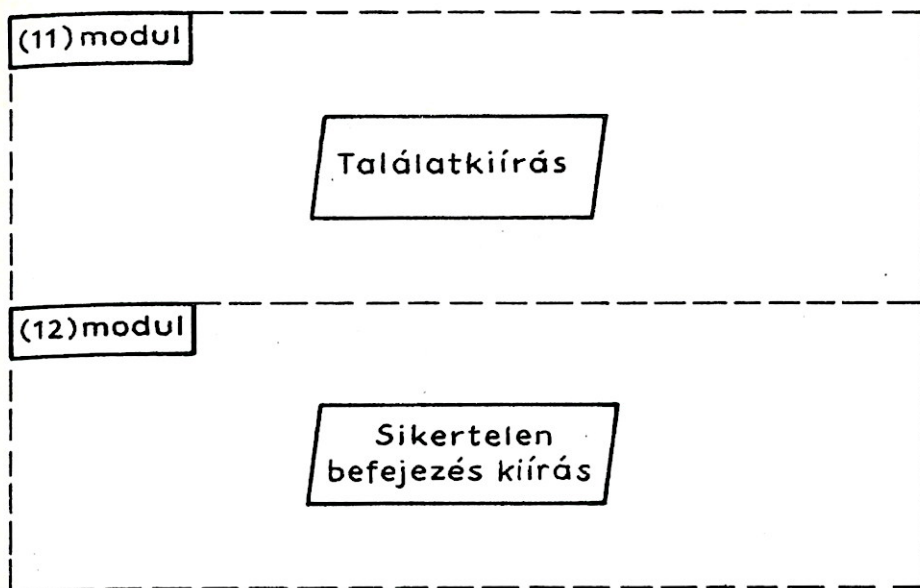 (11) modul
Találatkiírás
(12) modul
Sikertelen
befejezés kiírás